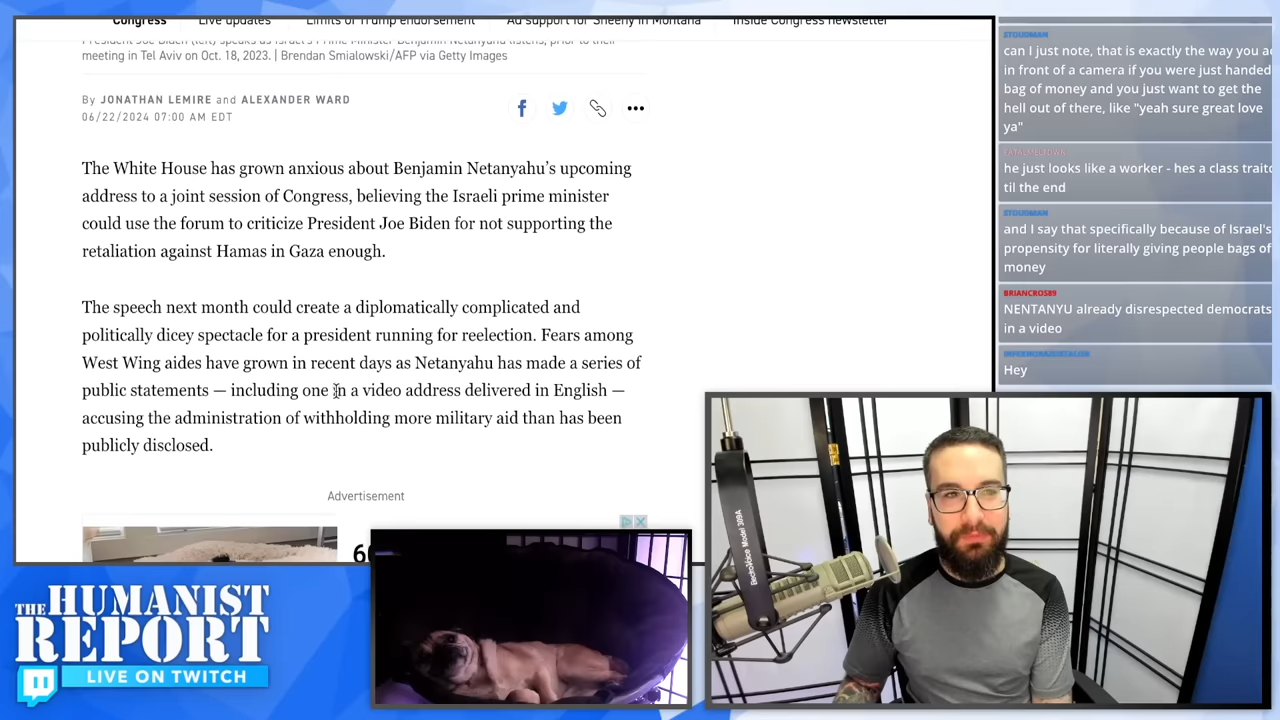 Congress Live updates Limits of Trump endorsement Ad support for Sheehy in Montana Inside Congress newsletter
President Joe Biden (left) speaks as Israel's Prime Minister Benjamin Netanyahu listens, prior to their
meeting in Tel Aviv on Oct. 18, 2023. | Brendan Smialowski/AFP via Getty Images
By JONATHAN LEMIRE and ALEXANDER WARD
06/22/2024 07:00 AM EDT
The White House has grown anxious about Benjamin Netanyahu's upcoming
address to a joint session of Congress, believing the Israeli prime minister
could use the forum to criticize President Joe Biden for not supporting the
retaliation against Hamas in Gaza enough.
The speech next month could create a diplomatically complicated and
politically dicey spectacle for a president running for reelection. Fears among
West Wing aides have grown in recent days as Netanyahu has made a series of
public statements — including one in a video address delivered in English —
accusing the administration of withholding more military aid than has been
publicly disclosed.
Advertisement
STOUDMAN
can I just note, that is exactly the way you
in front of a camera if you were just handed
bag of money and you just want to get the
hell out of there, like "yeah sure great love
ya"
he just looks like a worker - hes a class
til the end
STOUDMAN
and I say that specifically because of Israel's
propensity for literally giving people bags of
money
BRIANCROS89
NENTANYU already disrespected democrats
in a video
Hey
ElectroVoice Model 309A
THE HUMANIST
REPORT
LIVE ON TWITCH